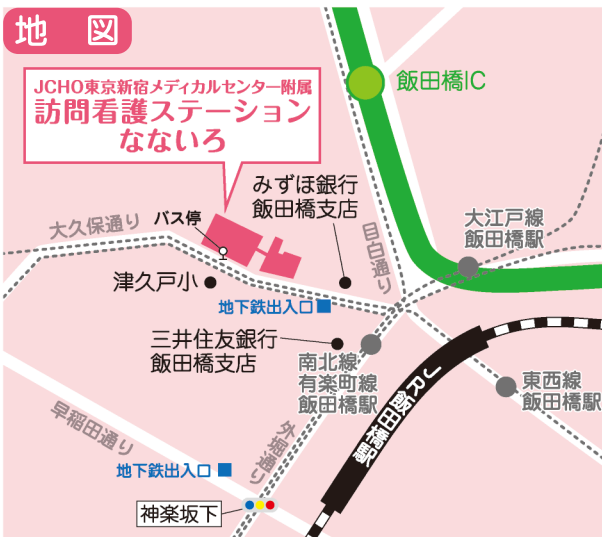 地 図
JCHO東京新宿メディカルセンター附属
訪問看護ステーション
なないろ
飯田橋IC
みずほ銀行
飯田橋支店
大久保通り
バス停
目白通り
大江戸線
飯田橋駅
津久戸小
地下鉄出入口
三井住友銀行
飯田橋支店
南北線
有楽町線
飯田橋駅
JR飯田橋駅
東西線
飯田橋駅
早稲田通り
外堀通り
地下鉄出入口
神楽坂下